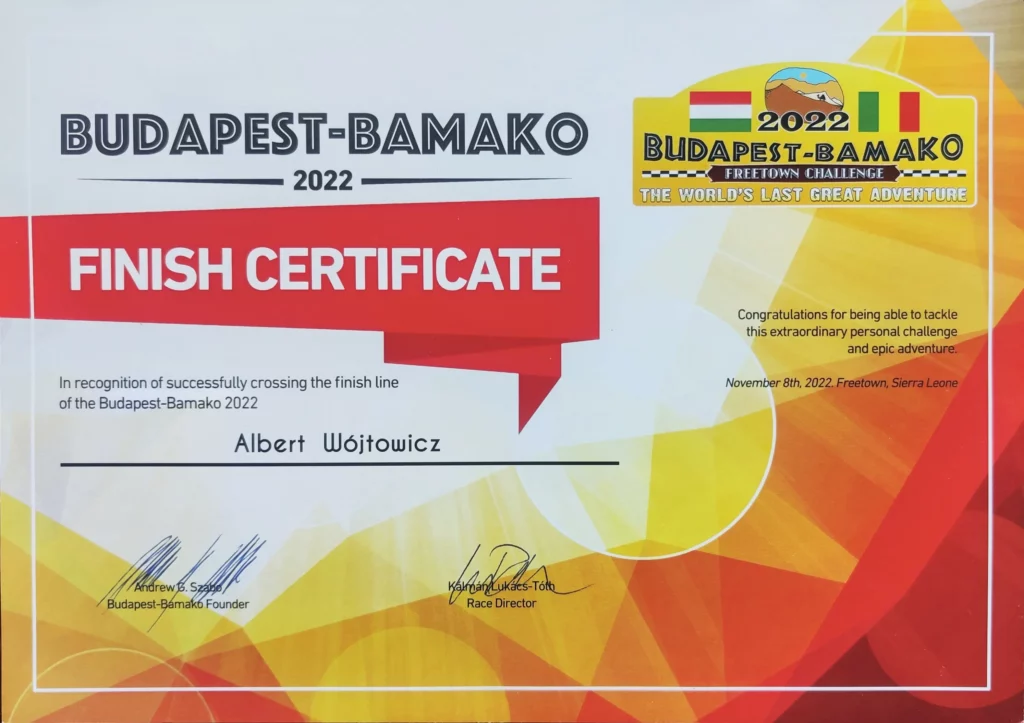 BUDAPEST-BAMAKO
2022
FINISH CERTIFICATE
In recognition of successfully crossing the finish line
of the Budapest-Bamako 2022
Albert Wójtowicz
Andrew G. Szabo
Budapest-Bamako Founder
Kálmán Lukács-Tóth
Race Director
2022
BUDAPEST-BAMAKO
FREETOWN CHALLENGE
THE WORLD'S LAST GREAT ADVENTURE
Congratulations for being able to tackle
this extraordinary personal challenge
and epic adventure.
November 8th, 2022. Freetown, Sierra Leone